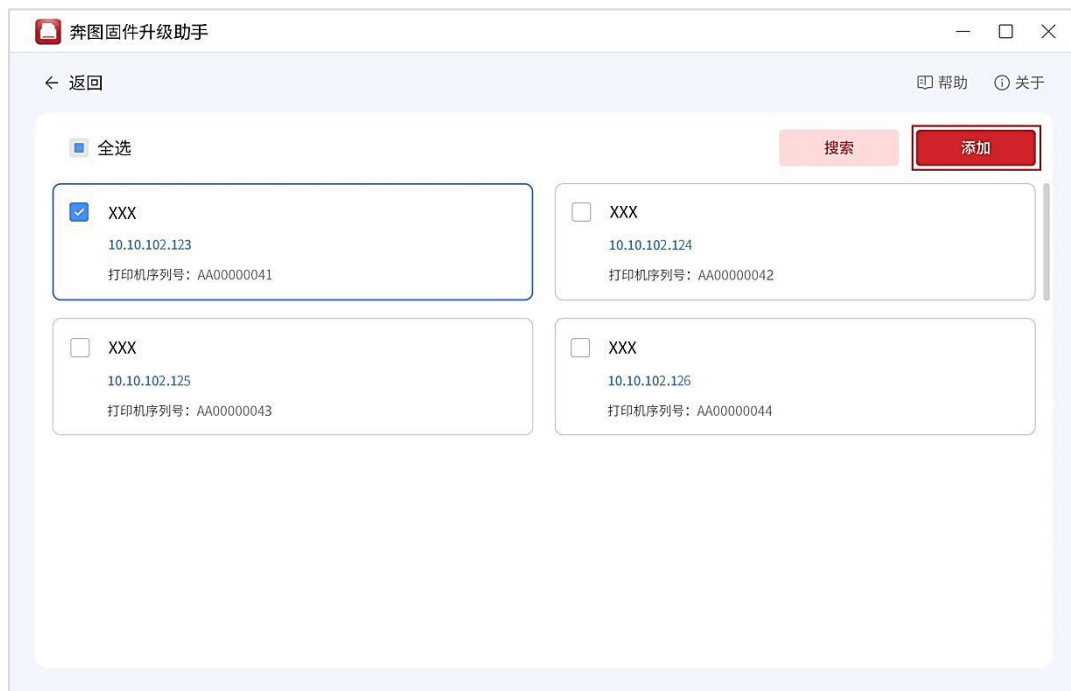 奔图固件升级助手
返回
帮助
关于
全选
搜索
添加
XXX
10.10.102.123
打印机序列号：AA00000041
XXX
10.10.102.124
打印机序列号：AA00000042
XXX
10.10.102.125
打印机序列号：AA00000043
XXX
10.10.102.126
打印机序列号：AA00000044